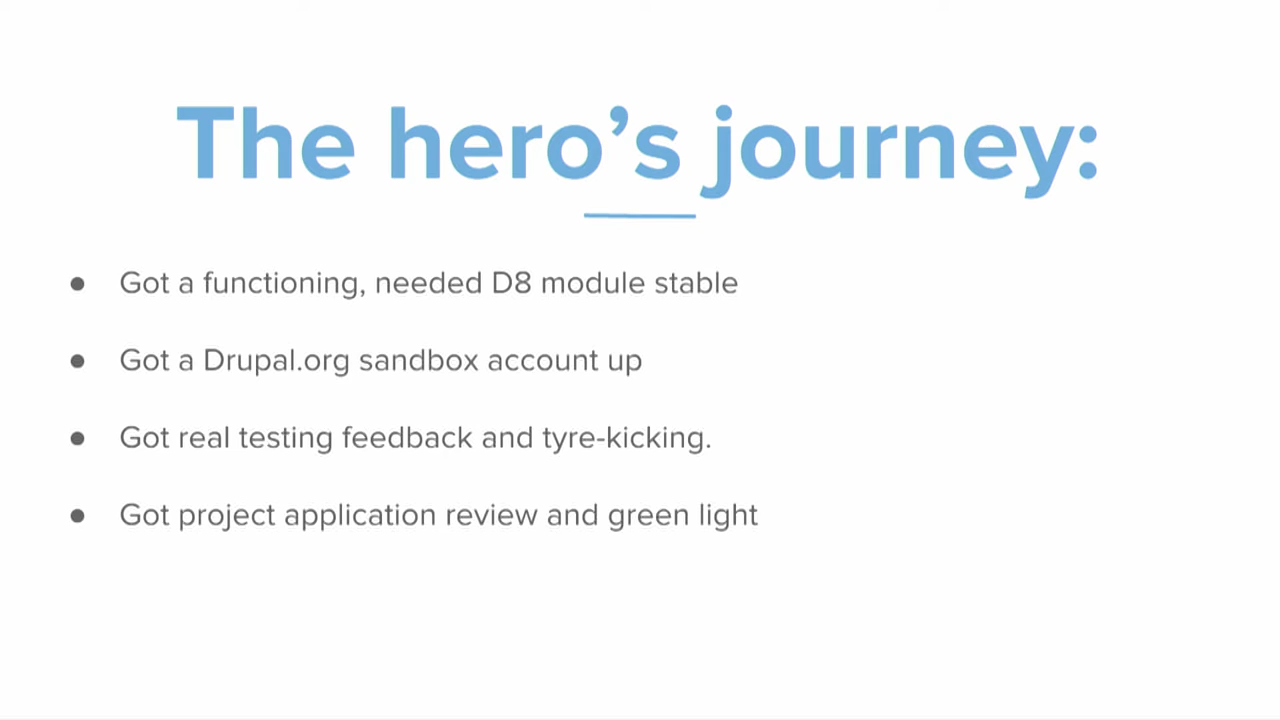 The hero’s journey:
● Got a functioning, needed D8 module stable
● Got a Drupal.org sandbox account up
● Got real testing feedback and tyre-kicking.
● Got project application review and green light